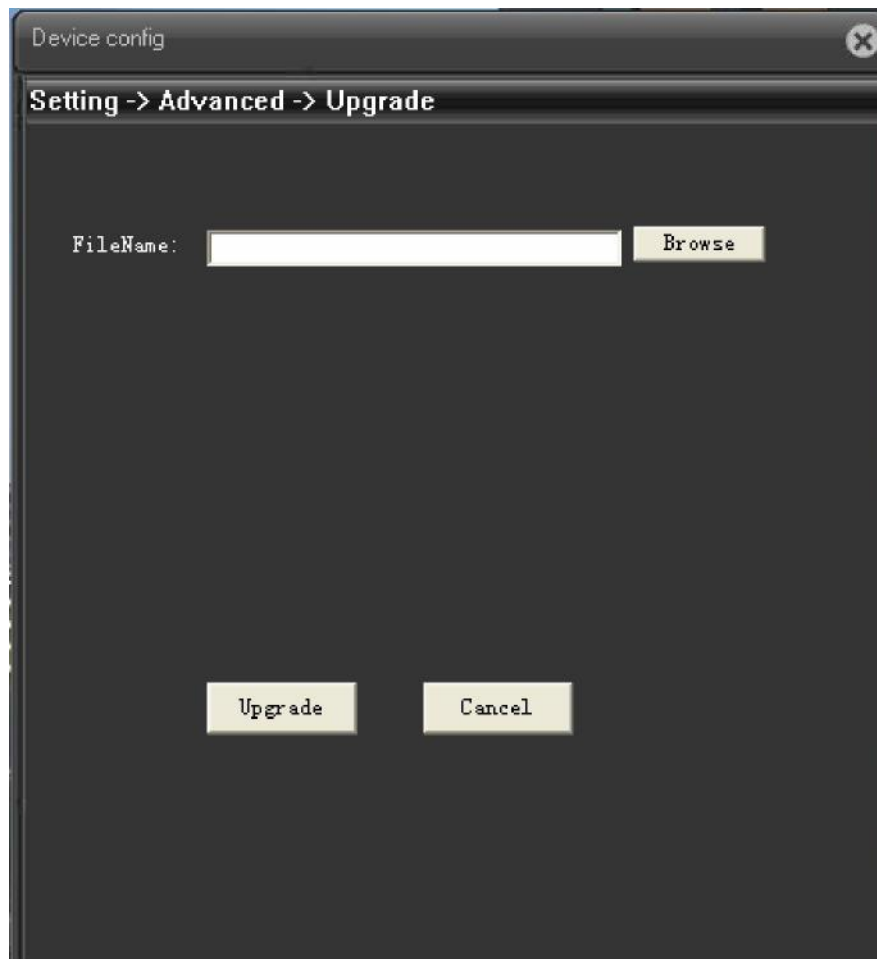 Device config
Setting -> Advanced -> Upgrade
FileName:
Browse
Upgrade
Cancel